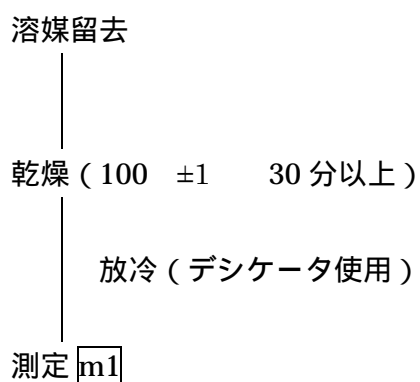 溶媒留去
乾燥 ( 100　±1　　30 分以上 )
放冷 ( デシケータ使用 )
測定 m1